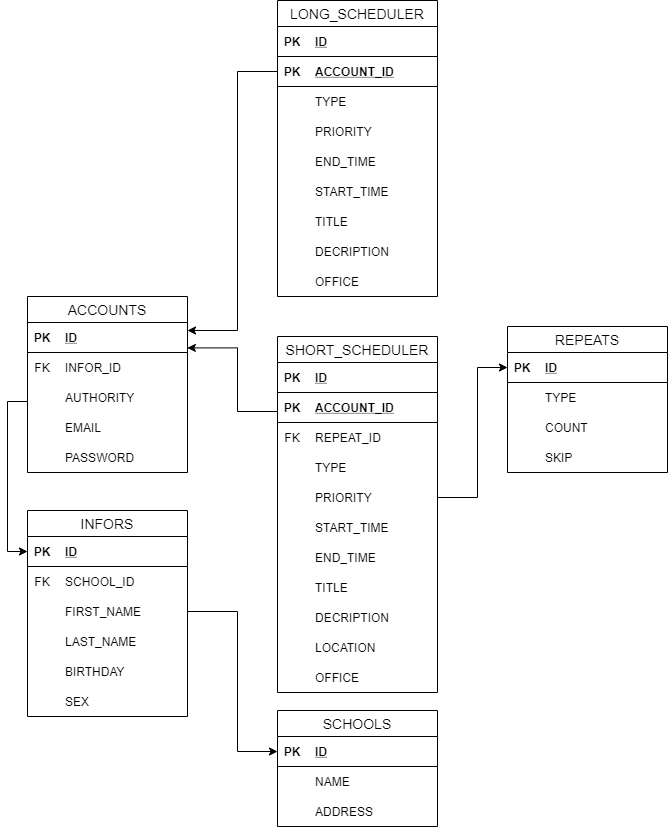 LONG_SCHEDULER
PK ID
PK ACCOUNT_ID
TYPE
PRIORITY
END_TIME
START_TIME
TITLE
DECRIPTION
OFFICE
ACCOUNTS
PK ID
FK INFOR_ID
AUTHORITY
EMAIL
PASSWORD
SHORT_SCHEDULER
PK ID
PK ACCOUNT_ID
FK REPEAT_ID
TYPE
PRIORITY
START_TIME
END_TIME
TITLE
DECRIPTION
LOCATION
OFFICE
REPEATS
PK ID
TYPE
COUNT
SKIP
INFORS
PK ID
FK SCHOOL_ID
FIRST_NAME
LAST_NAME
BIRTHDAY
SEX
SCHOOLS
PK ID
NAME
ADDRESS